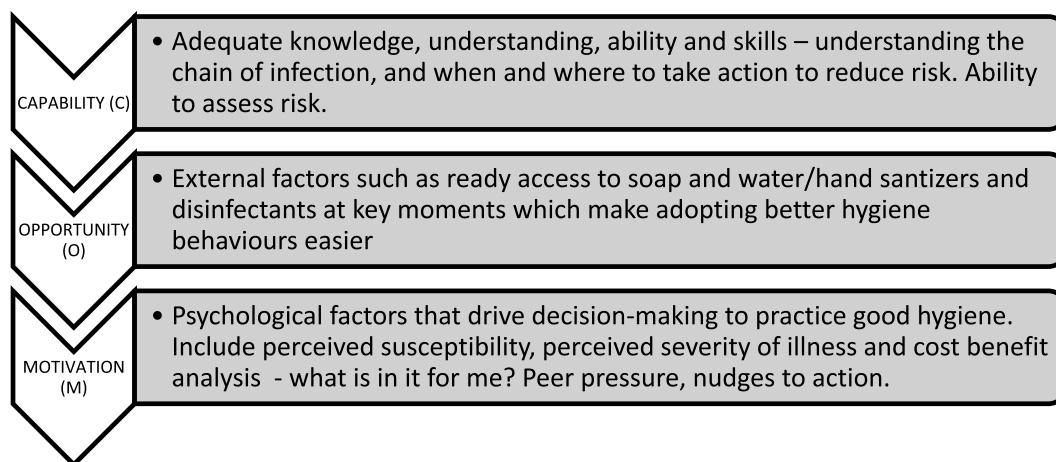 CAPABILITY (C)
• Adequate knowledge, understanding, ability and skills – understanding the
chain of infection, and when and where to take action to reduce risk. Ability
to assess risk.
OPPORTUNITY
(O)
• External factors such as ready access to soap and water/hand santizers and
disinfectants at key moments which make adopting better hygiene
behaviours easier
MOTIVATION
(M)
• Psychological factors that drive decision-making to practice good hygiene.
Include perceived susceptibility, perceived severity of illness and cost benefit
analysis  - what is in it for me? Peer pressure, nudges to action.